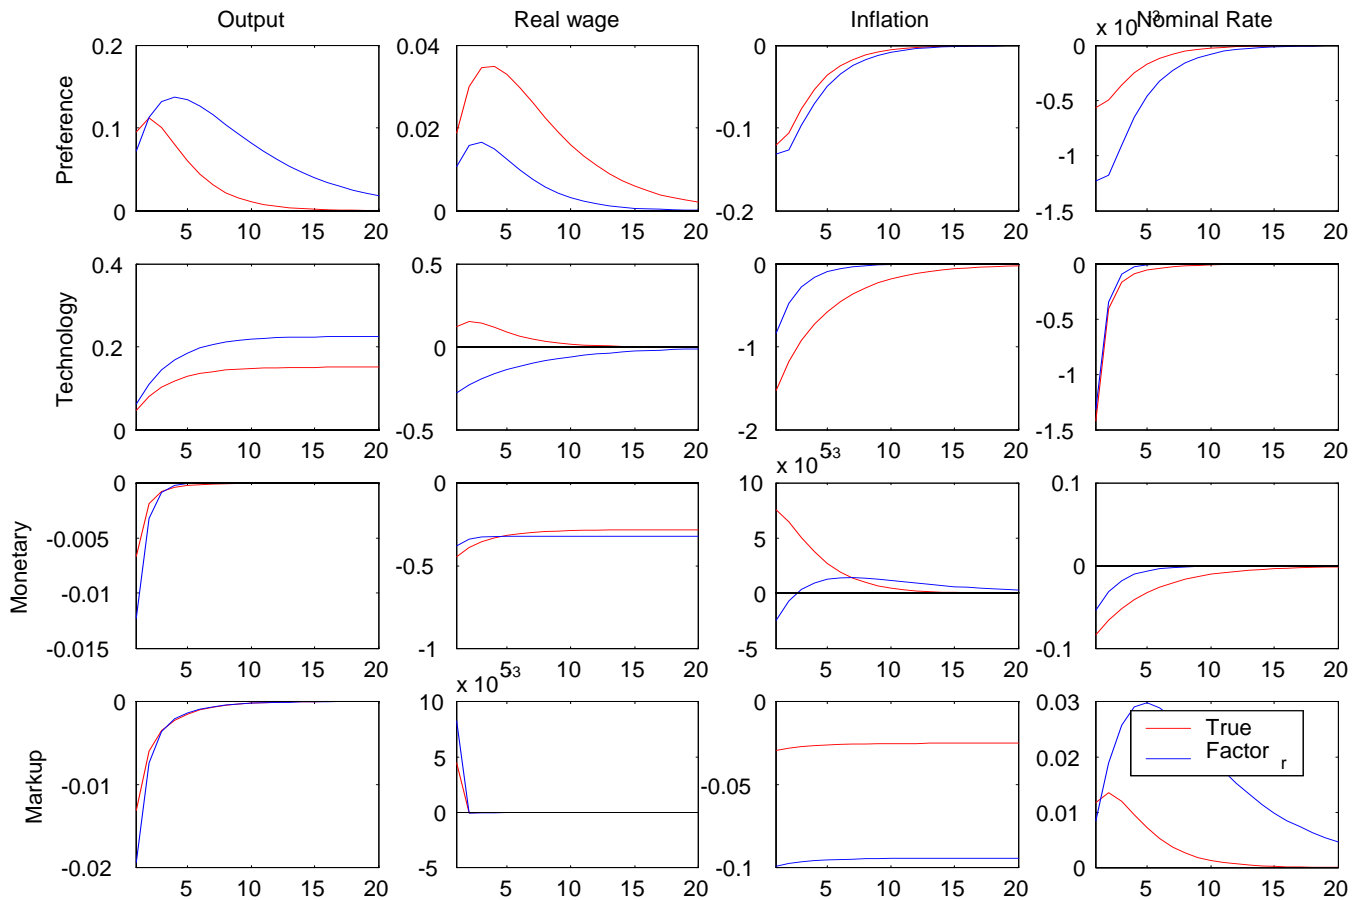 Output Real wage Inflation Nominal Rate
x 10-3
Preference
0.2 0.1 0
5 10 15 20
0.04 0.02 0
5 10 15 20
0 -0.1 -0.2
5 10 15 20
0 -0.5 -1 -1.5
5 10 15 20
Technology
0.4 0.2 0
5 10 15 20
0.5 0 -0.5
5 10 15 20
0 -1 -2
5 10 15 20
0 -0.5 -1 -1.5
5 10 15 20
Monetary
0 -0.005 -0.01 -0.015
5 10 15 20
0 -0.5 -1
5 10 15 20
x 10
10 5 0 -5
5 10 15 20
0.1 0 -0.1
5 10 15 20
Markup
0 -0.01 -0.02
5 10 15 20
x 10
10 5 0 -5
5 10 15 20
0 -0.05 -0.1
5 10 15 20
0.03 0.02 0.01 0
5 10 15 20
True
Factor r